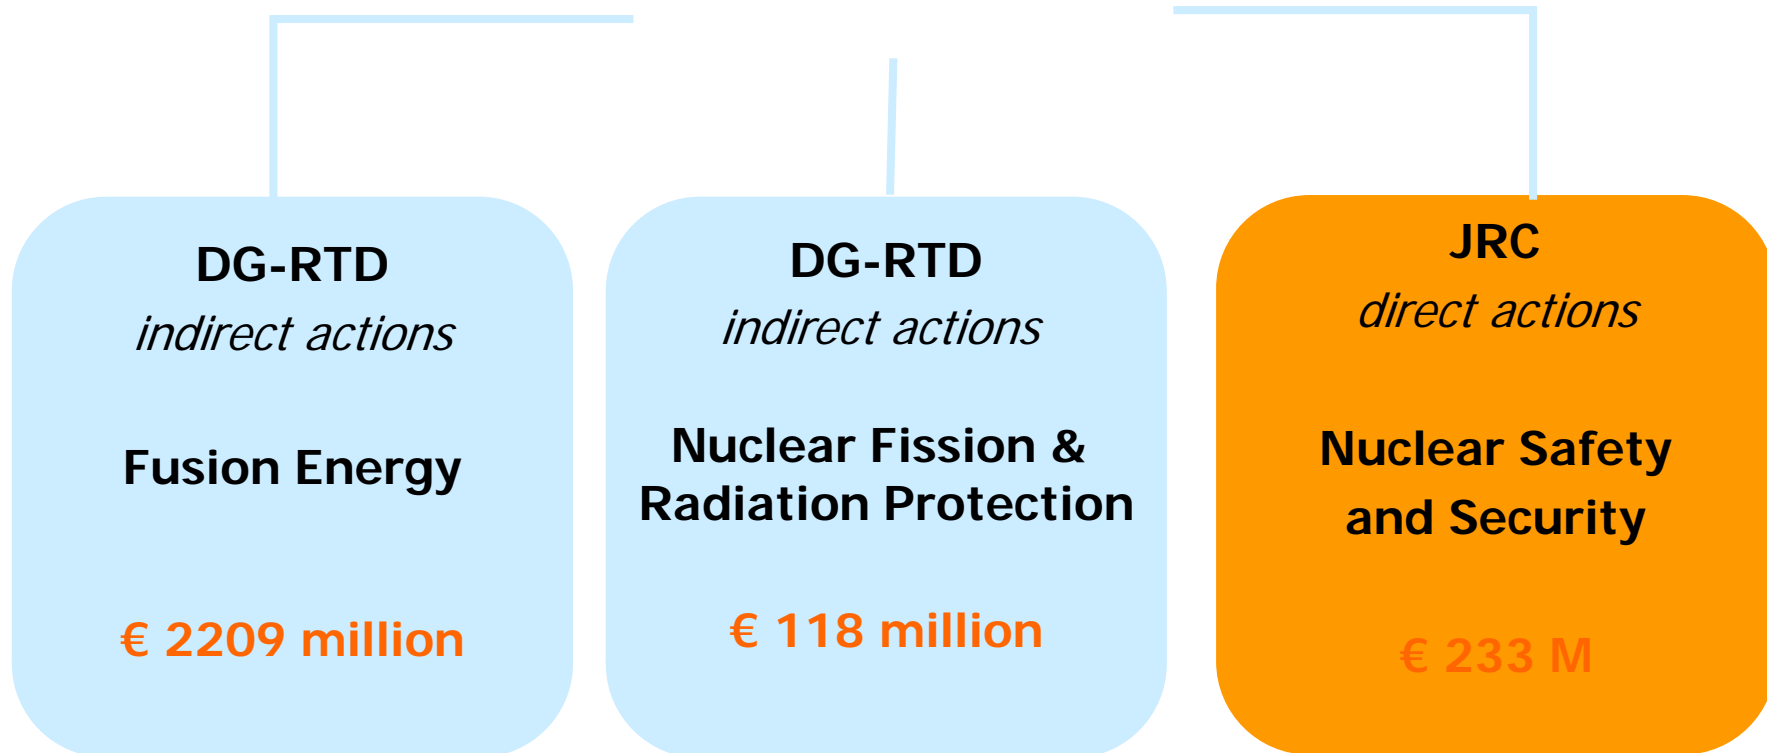 DG-RTD
indirect actions
Fusion Energy
€ 2209 million
DG-RTD
indirect actions
Nuclear Fission &
Radiation Protection
€ 118 million
JRC
direct actions
Nuclear Safety
and Security
€ 233 M